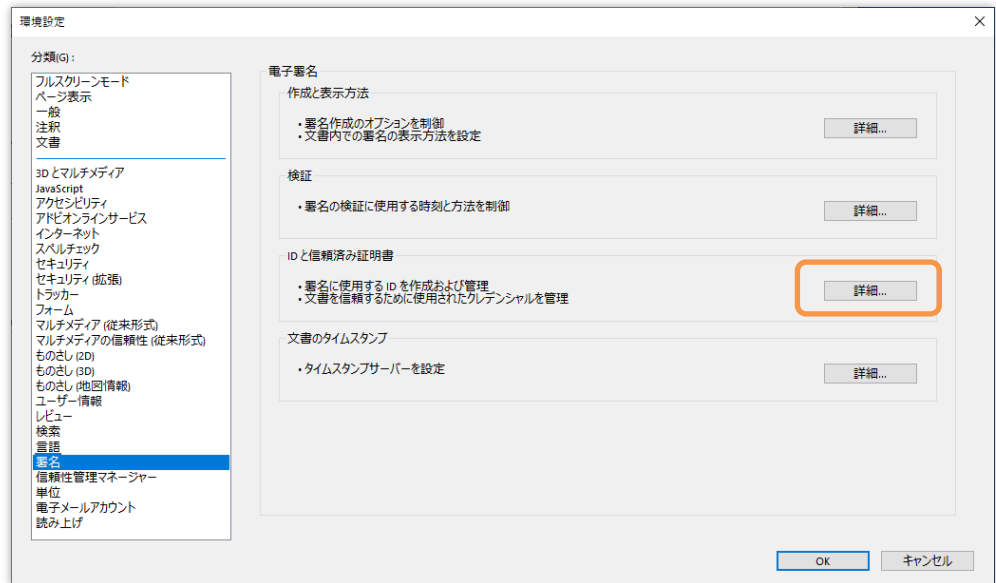 環境設定
分類(G):
フルスクリーンモード
ページ表示
一般
注釈
文書
3D とマルチメディア
JavaScript
アクセシビリティ
アドビオンラインサービス
インターネット
スペルチェック
セキュリティ
セキュリティ (拡張)
トラッカー
フォーム
マルチメディア (従来形式)
マルチメディアの信頼性 (従来形式)
ものさし (2D)
ものさし (3D)
ものさし (地図情報)
ユーザー情報
レビュー
検索
言語
署名
信頼性管理マネージャー
単位
電子メールアカウント
読み上げ
電子署名
作成と表示方法
・署名作成のオプションを制御
・文書内での署名の表示方法を設定
詳細...
検証
・署名の検証に使用する時刻と方法を制御
詳細...
ID と信頼済み証明書
・署名に使用する ID を作成および管理
・文書を信頼するために使用されたクレデンシャルを管理
詳細...
文書のタイムスタンプ
・タイムスタンプサーバーを設定
詳細...
OK
キャンセル